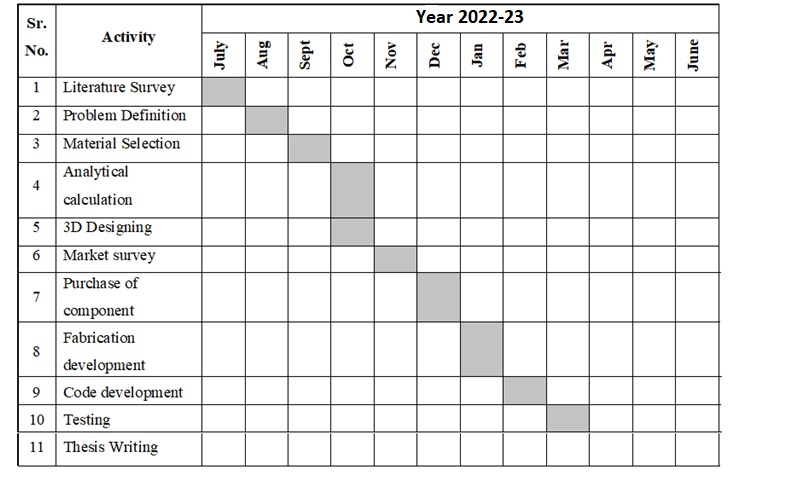 Sr.
No.
Activity
Year 2022-23
July
Aug
Sept
Oct
Nov
Dec
Jan
Feb
Mar
Apr
May
June
1 Literature Survey
2 Problem Definition
3 Material Selection
4 Analytical
calculation
5 3D Designing
6 Market survey
7 Purchase of
component
8 Fabrication
development
9 Code development
10 Testing
11 Thesis Writing